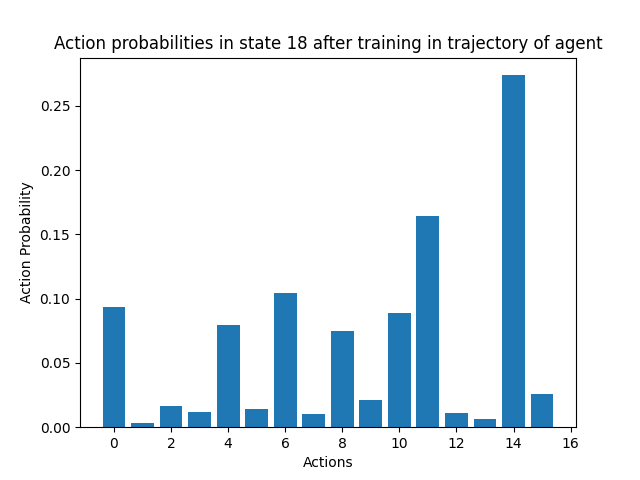 Action probabilities in state 18 after training in trajectory of agent
0.25
0.20
0.15
0.10
0.05
0.00
Action Probability
0 2 4 6 8 10 12 14 16
Actions